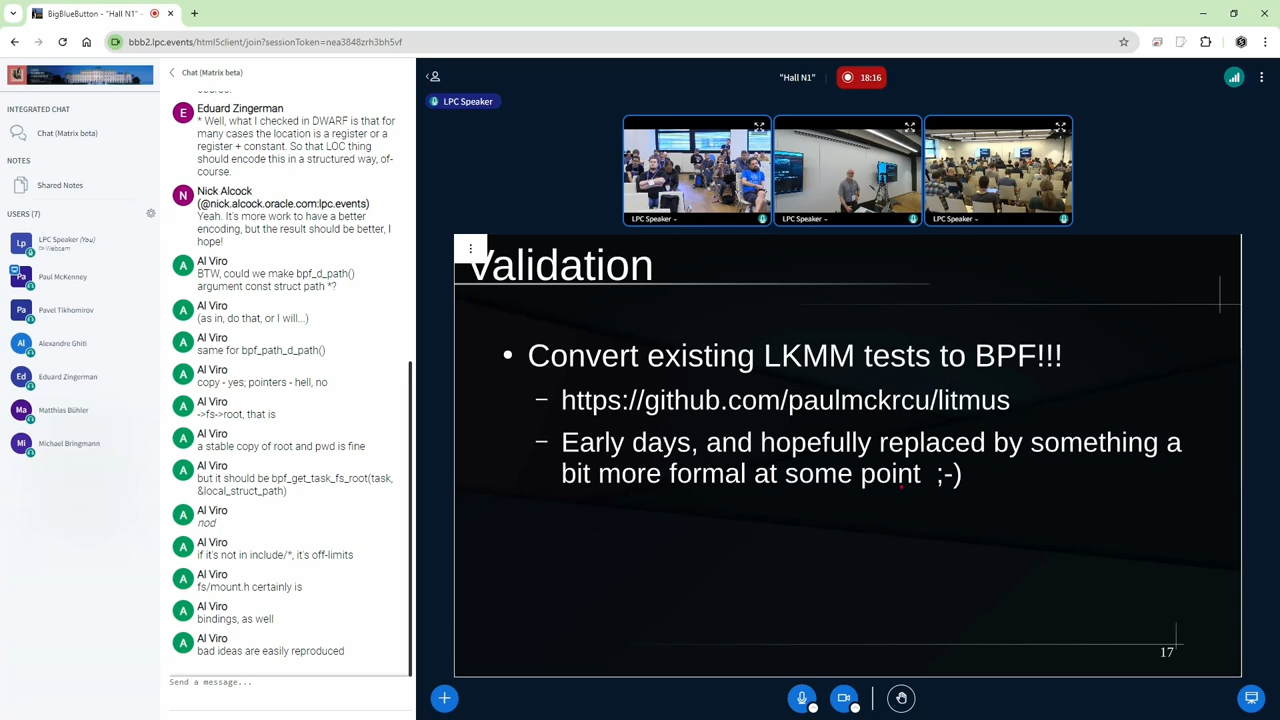 BigBlueButton - "Hall N1" -
bbb2.lpc.events/html5client/join?sessionToken=nea3848zrh3bh5vf
INTEGRATED CHAT
Chat (Matrix beta)
NOTES
Shared Notes
USERS (7)
Lp
LPC Speaker (You)
Webcam
Pa
Paul McKenney
Pa
Pavel Tikhomirov
Al
Alexandre Ghiti
Ed
Eduard Zingerman
Ma
Matthias Bühler
Mi
Michael Bringmann
Chat (Matrix beta)
course.
E
Eduard Zingerman
* Well, what I checked in DWARF is that for
many cases the location is a register or a
register + constant. So that LOC thing
should encode this in a structured way, of-
course.
N
Nick Alcock
(@nick.alcock.oracle.com:lpc.events)
Yeah. It's more work to have a better
encoding, but the result should be better, I
hope!
A
Al Viro
BTW, could we make bpf_d_path()
argument const struct path *?
A
Al Viro
(as in, do that, or I will...)
A
Al Viro
same for bpf_path_d_path()
A
Al Viro
copy - yes; pointers - hell, no
A
Al Viro
->fs->root, that is
A
Al Viro
a stable copy of root and pwd is fine
A
Al Viro
but it should be bpf_get_task_fs_root(task,
&local_struct_path)
A
Al Viro
nod
A
Al Viro
if it's not in include/*, it's off-limits
A
Al Viro
fs/mount.h certainly is
A
Al Viro
bindings, as well
A
Al Viro
bad ideas are easily reproduced
Send a message...
"Hall N1"
18:16
LPC Speaker
LPC Speaker
LPC Speaker
LPC Speaker
Validation
• Convert existing LKMM tests to BPF!!!
– https://github.com/paulmckrcu/litmus
– Early days, and hopefully replaced by something a
bit more formal at some point ;-)
17